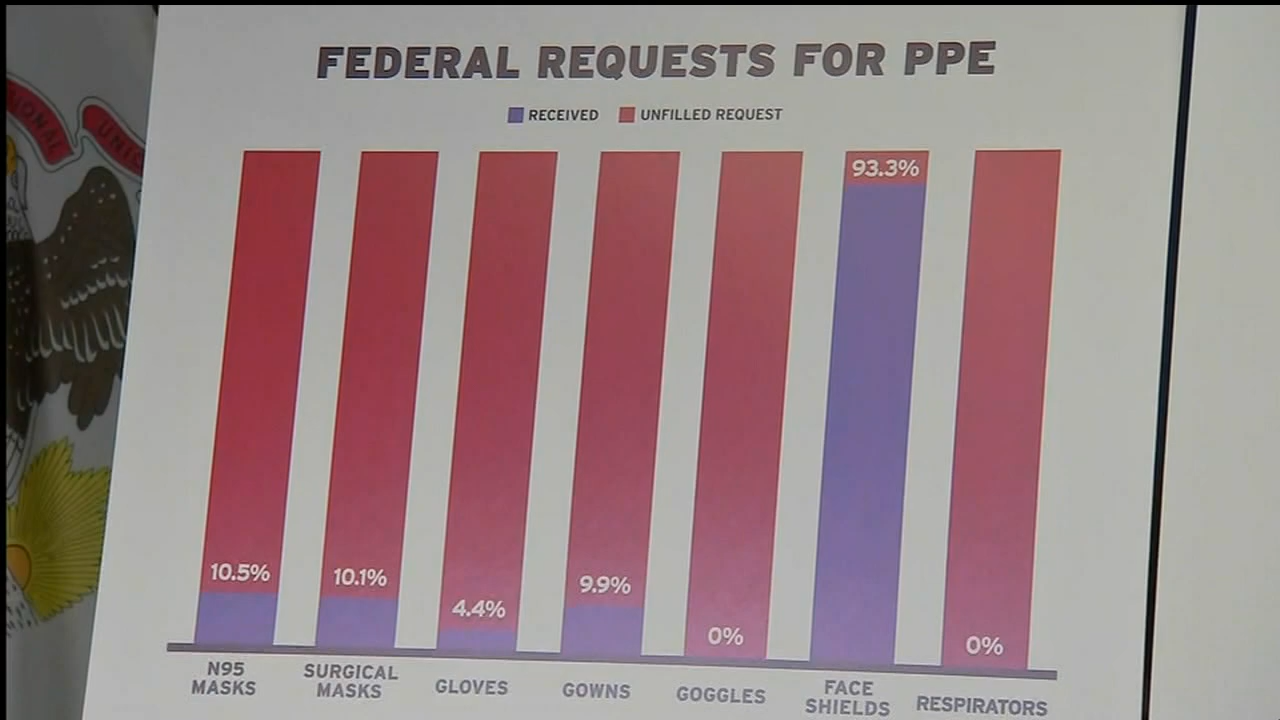 FEDERAL REQUESTS FOR PPE
RECEIVED UNFILLED REQUEST
93.3%
10.5% 10.1% 4.4% 9.9% 0% 0%
N95
MASKS
SURGICAL
MASKS
GLOVES
GOWNS
GOGGLES
FACE
SHIELDS
RESPIRATORS